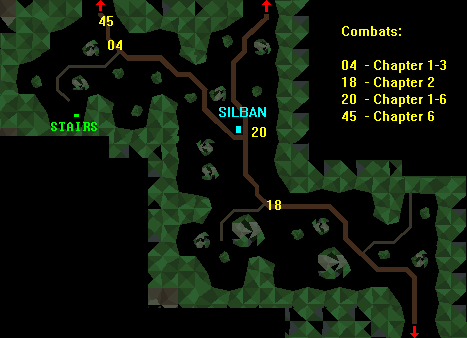 45
04
Combats:
04 - Chapter 1-3
18 - Chapter 2
20 - Chapter 1-6
45 - Chapter 6
SILBAN
STAIRS
20
18